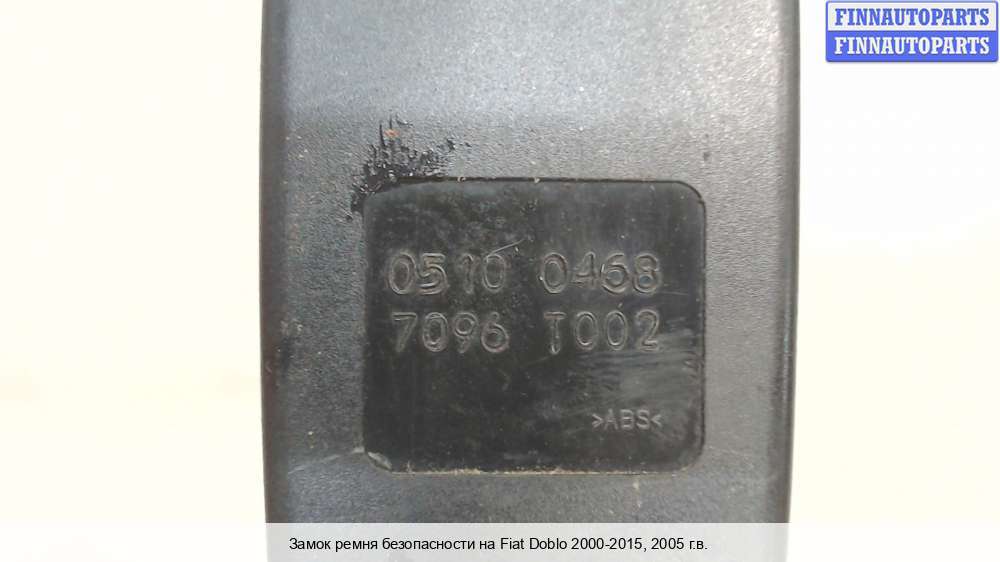 FINNAUTOPARTS
FINNAUTOPARTS
0510 0468
7096 T002
>ABS<
Замок ремня безопасности на Fiat Doblo 2000-2015, 2005 г.в.